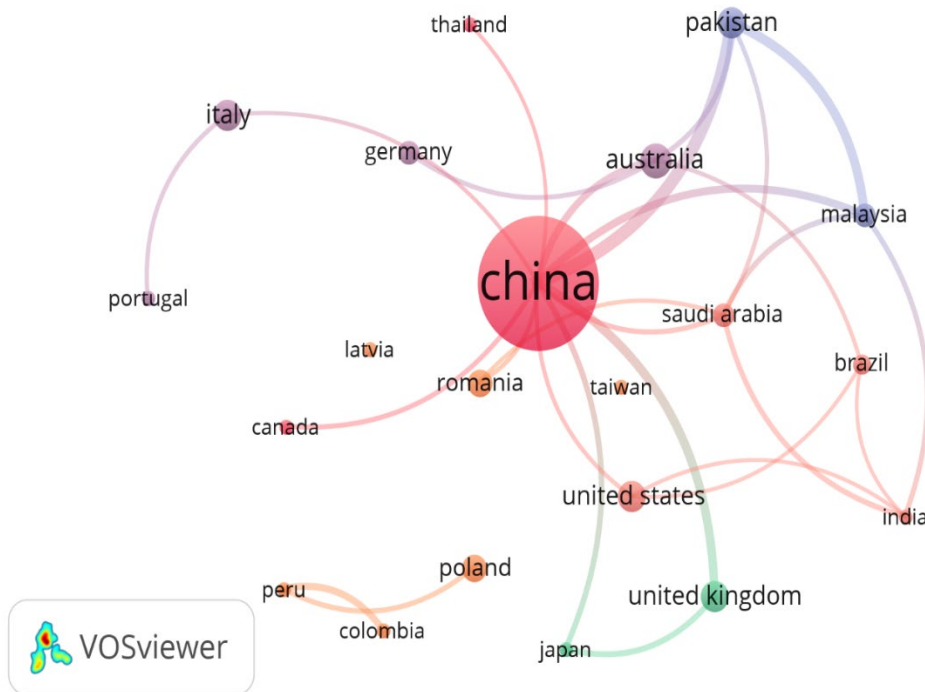 thailand
pakistan
italy
germany
australia
malaysia
china
portugal
saudi arabia
latvia
brazil
romania
taiwan
canada
united states
india
poland
peru
united kingdom
colombia
japan
VOSviewer